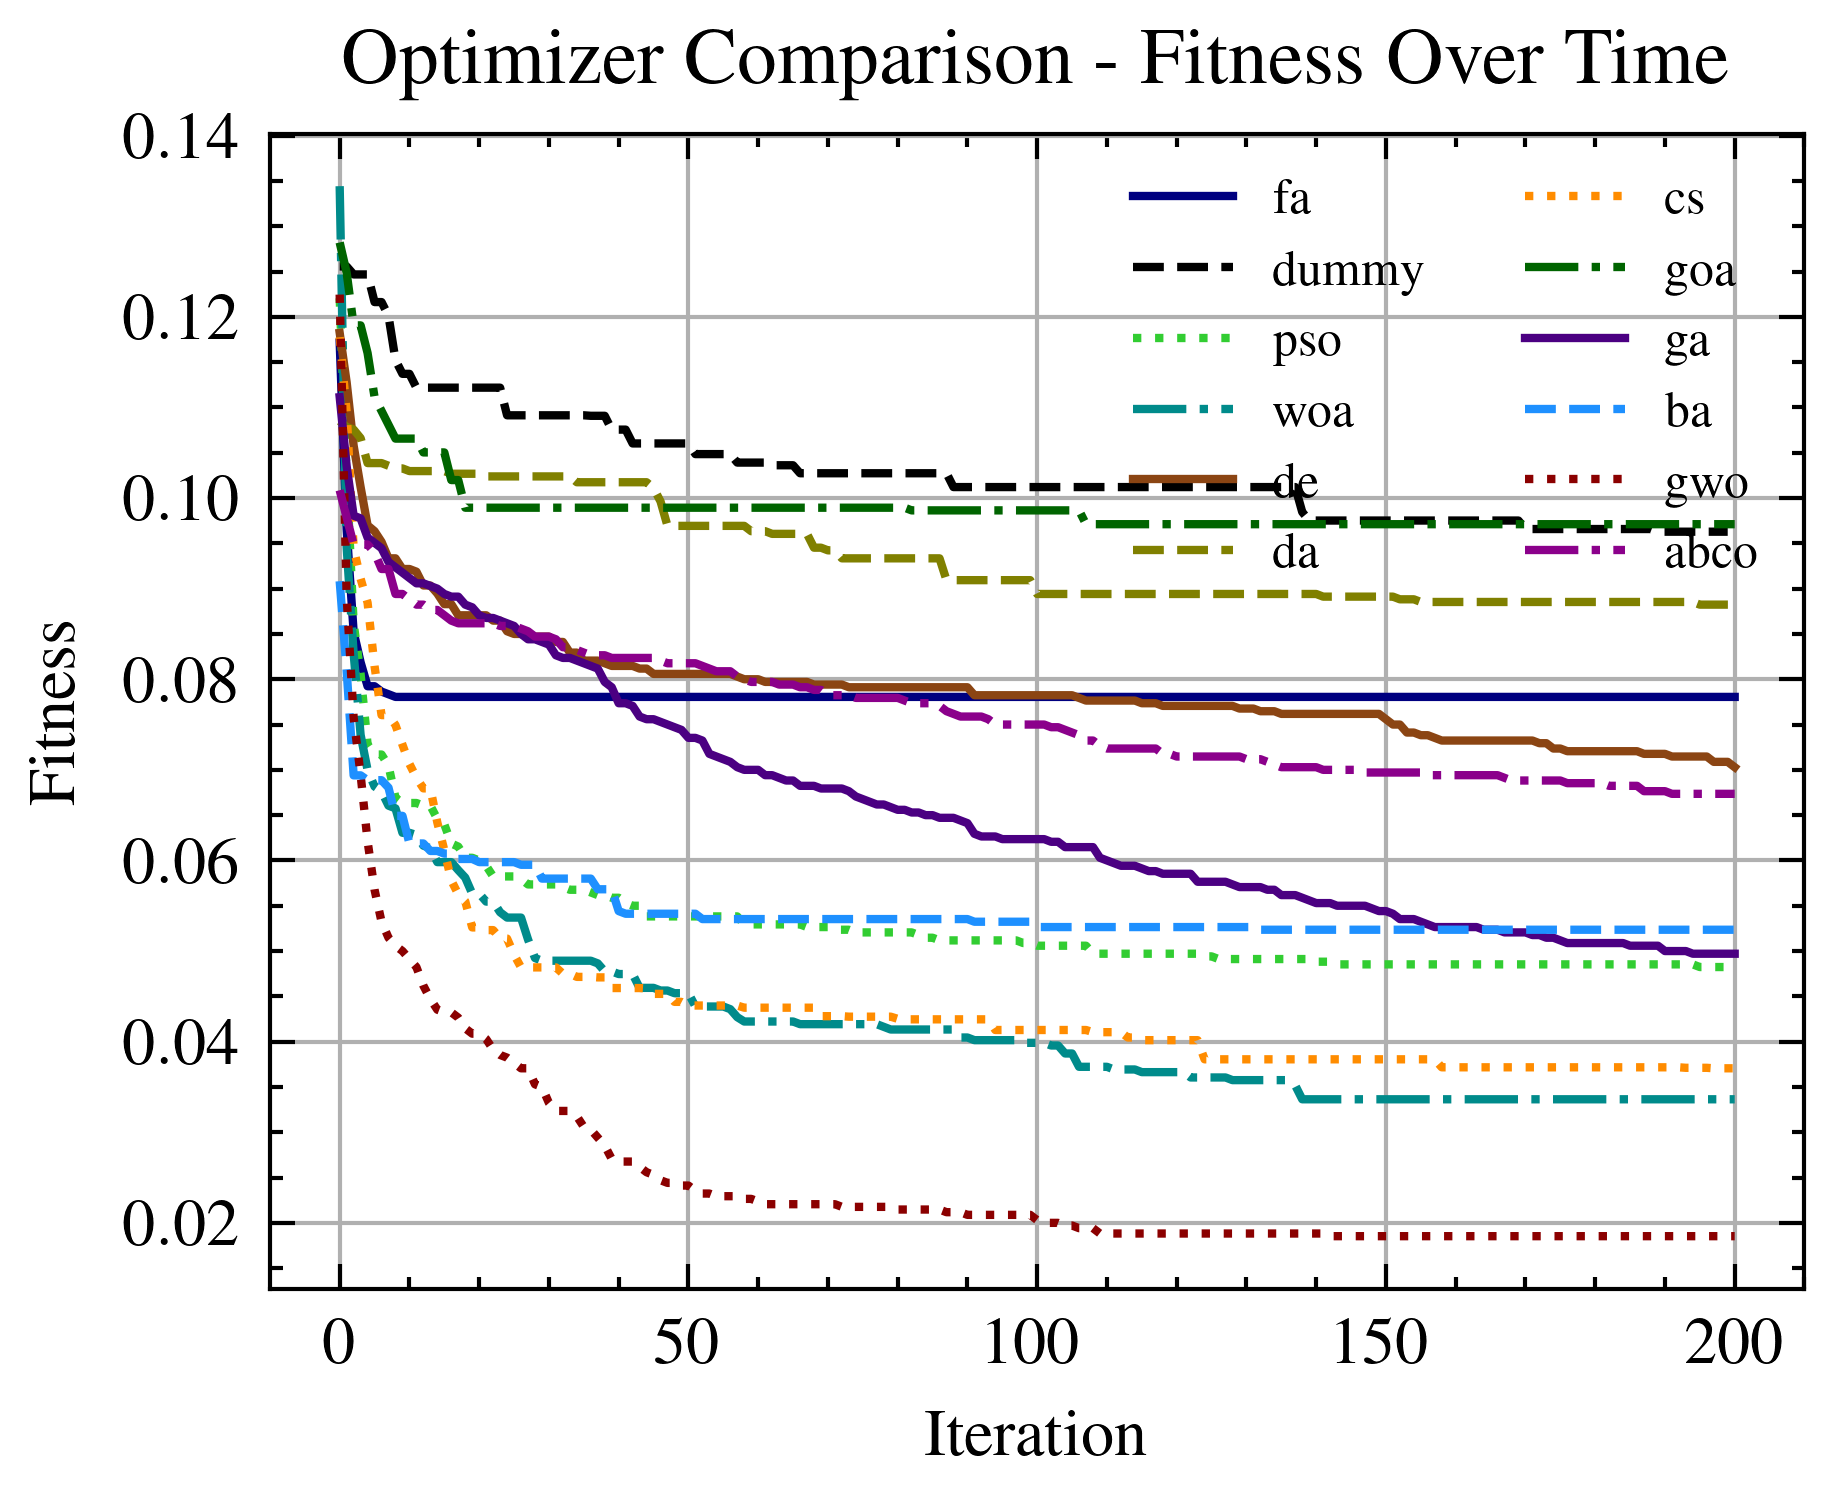 Optimizer Comparison - Fitness Over Time
0.14
0.12
0.10
0.08
0.06
0.04
0.02
Fitness
fa
dummy
pso
woa
de
da
cs
goa
ga
ba
gwo
abco
0 50 100 150 200
Iteration